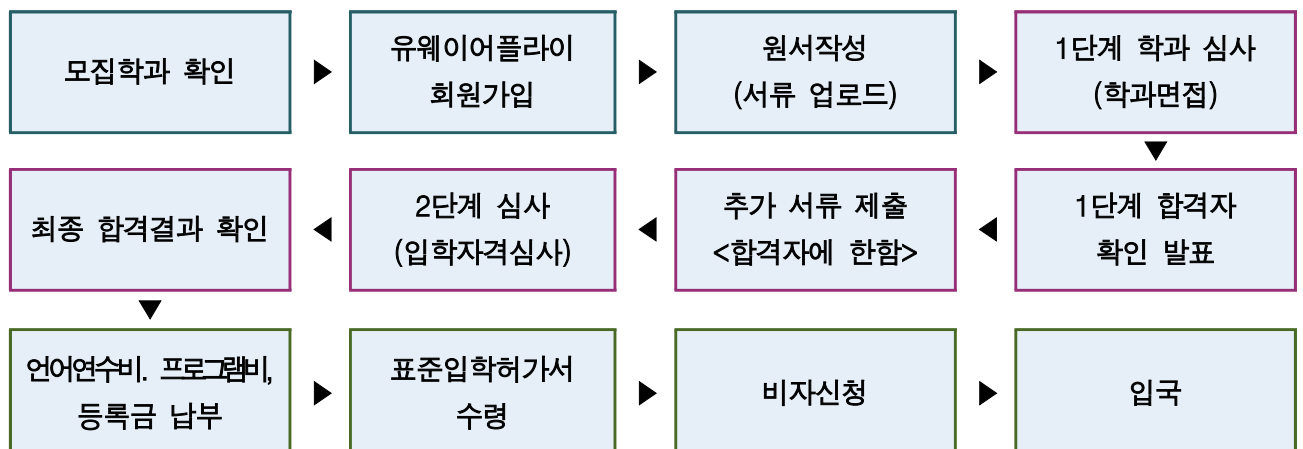 모집학과 확인
유웨이어플라이
회원가입
원서작성
(서류 업로드)
1단계 학과 심사
(학과면접)
1단계 합격자
확인 발표
추가 서류 제출
<합격자에 한함>
2단계 심사
(입학자격심사)
최종 합격결과 확인
언어연수비. 프로그램비,
등록금 납부
표준입학허가서
수령
비자신청
입국